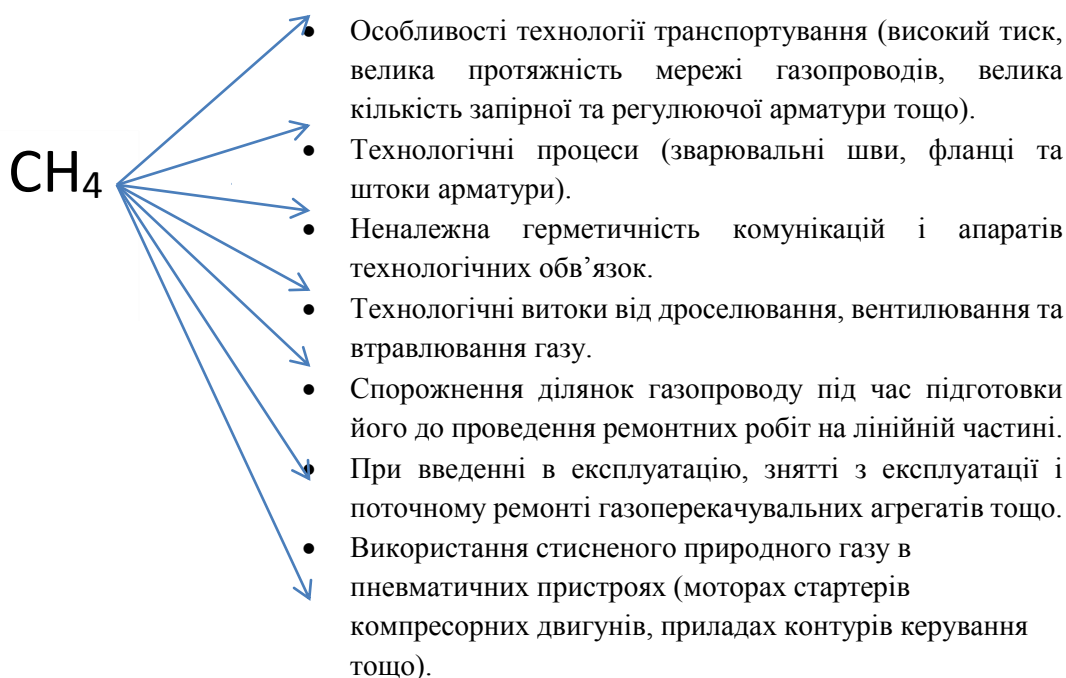 • Особливості технології транспортування (високий тиск,
велика протяжність мережі газопроводів, велика
кількість запірної та регулюючої арматури тощо).
CH₄
• Технологічні процеси (зварювальні шви, фланці та
штоки арматури).
• Неналежна герметичність комунікацій і апаратів
технологічних обв’язок.
• Технологічні витоки від дроселювання, вентилювання та
втравлювання газу.
• Спорожнення ділянок газопроводу під час підготовки
його до проведення ремонтних робіт на лінійній частині.
• При введенні в експлуатацію, знятті з експлуатації і
поточному ремонті газоперекачувальних агрегатів тощо.
• Використання стисненого природного газу в
пневматичних пристроях (моторах стартерів
компресорних двигунів, приладах контурів керування
тощо).